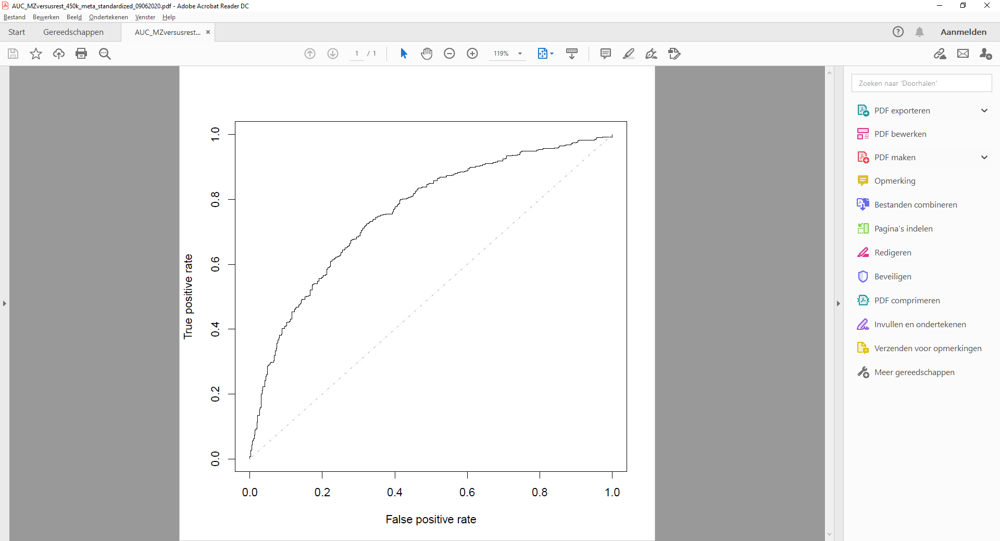 AUC_MZversusrest_450k_meta_standardized_09062020.pdf - Adobe Acrobat Reader DC
Bestand Bewerken Beeld Ondertekenen Venster Help
Start Gereedschappen AUC_MZversusrest... ×
Aanmelden
1 / 1 119%
Zoeken naar 'Doorhalen'
PDF exporteren
PDF bewerken
PDF maken
Opmerking
Bestanden combineren
Pagina's indelen
Redigeren
Beveiligen
PDF comprimeren
Invullen en ondertekenen
Verzenden voor opmerkingen
Meer gereedschappen
True positive rate
1.0
0.8
0.6
0.4
0.2
0.0
0.0 0.2 0.4 0.6 0.8 1.0
False positive rate